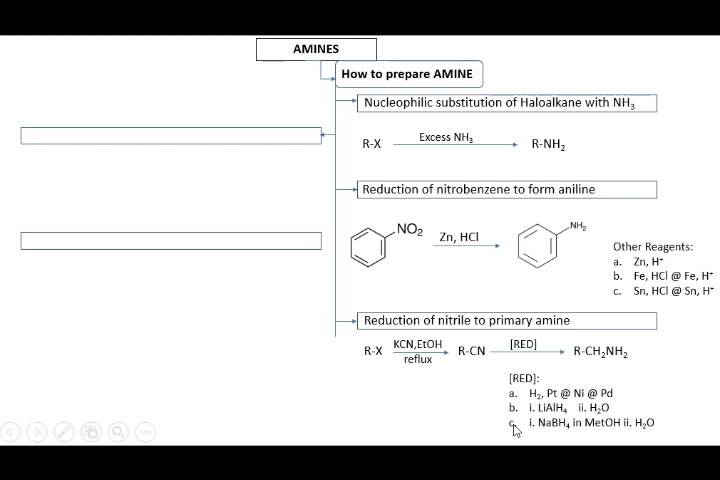 AMINES
How to prepare AMINE
Nucleophilic substitution of Haloalkane with NH₃
R-X Excess NH₃ R-NH₂
Reduction of nitrobenzene to form aniline
NO₂ Zn, HCl NH₂
Other Reagents:
a. Zn, H⁺
b. Fe, HCl @ Fe, H⁺
c. Sn, HCl @ Sn, H⁺
Reduction of nitrile to primary amine
R-X KCN,EtOH reflux R-CN [RED] R-CH₂NH₂
[RED]:
a. H₂, Pt @ Ni @ Pd
b. i. LiAlH₄ ii. H₂O
c. i. NaBH₄ in MetOH ii. H₂O